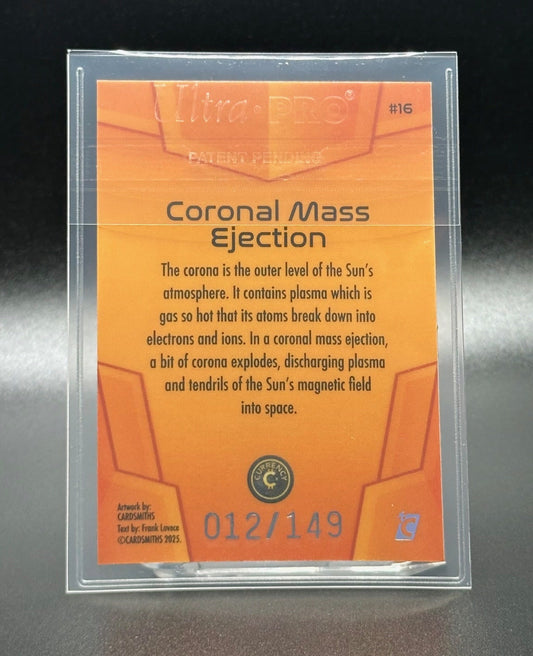 Ultra·PRO®
#16
PATENT PENDING
Coronal Mass
Ejection
The corona is the outer level of the Sun's
atmosphere. It contains plasma which is
gas so hot that its atoms break down into
electrons and ions. In a coronal mass ejection,
a bit of corona explodes, discharging plasma
and tendrils of the Sun's magnetic field
into space.
CURRENCY
C
Artwork by:
CARDSMITHS
Text by: Frank Lovece
©CARDSMITHS 2025.
012/149
C